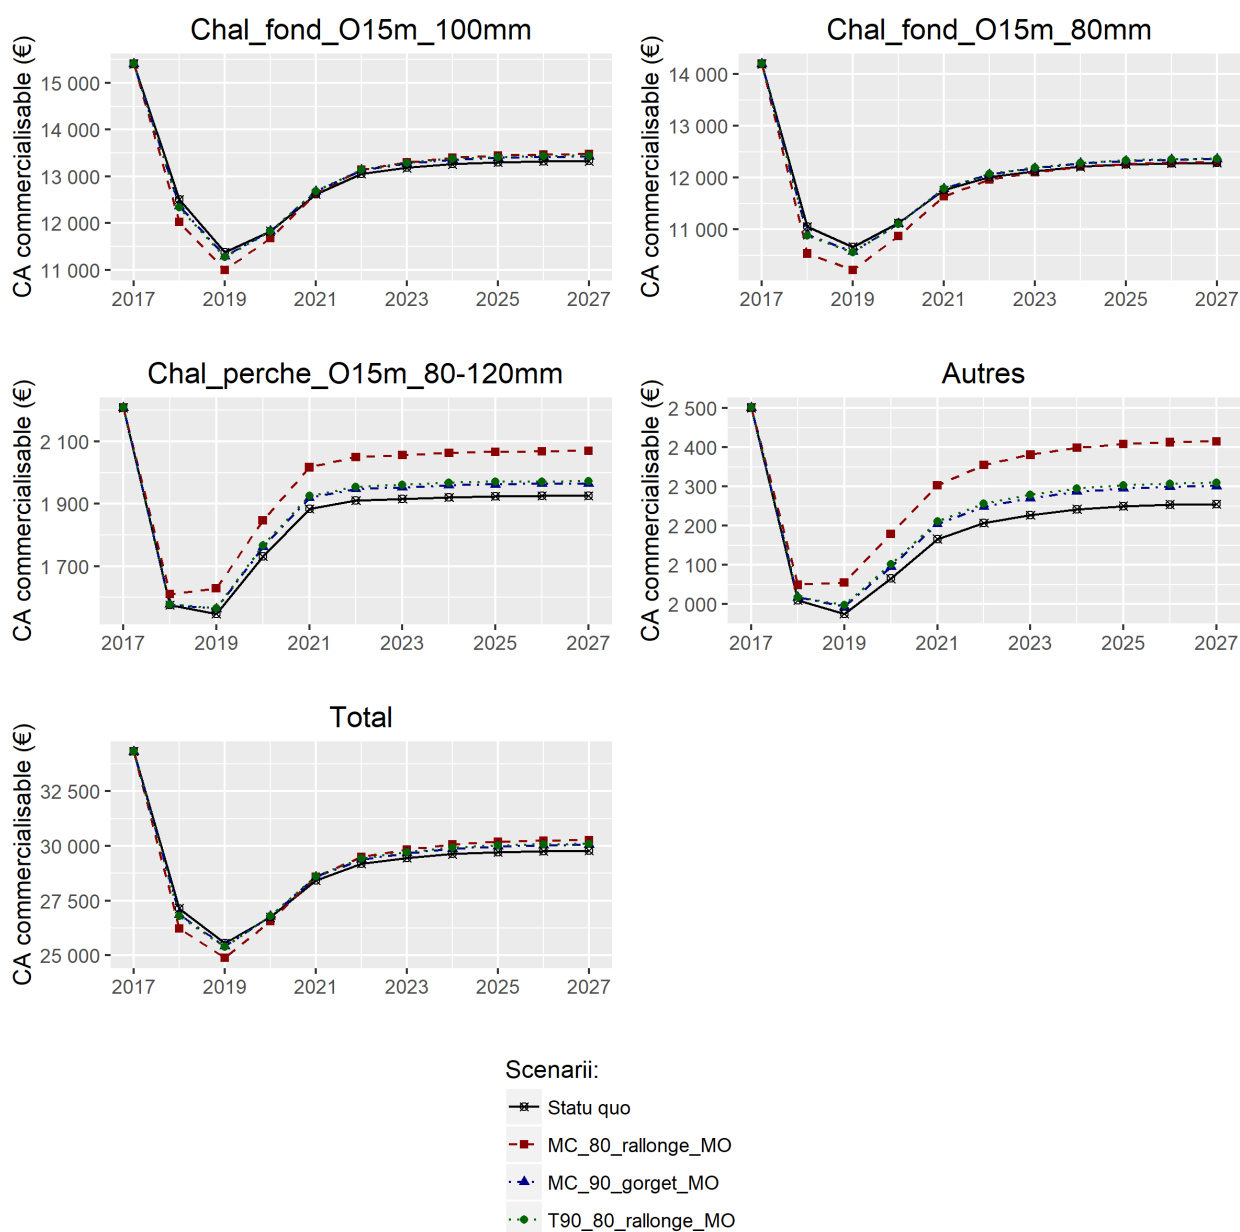 Chal_fond_O15m_100mm
CA commercialisable (€)
15 000
14 000
13 000
12 000
11 000
2017 2019 2021 2023 2025 2027
Chal_fond_O15m_80mm
CA commercialisable (€)
14 000
13 000
12 000
11 000
2017 2019 2021 2023 2025 2027
Chal_perche_O15m_80-120mm
CA commercialisable (€)
2 100
1 900
1 700
2017 2019 2021 2023 2025 2027
Autres
CA commercialisable (€)
2 500
2 400
2 300
2 200
2 100
2 000
2017 2019 2021 2023 2025 2027
Total
CA commercialisable (€)
32 500
30 000
27 500
25 000
2017 2019 2021 2023 2025 2027
Scenarii:
Statu quo
MC_80_rallonge_MO
MC_90_gorget_MO
T90_80_rallonge_MO